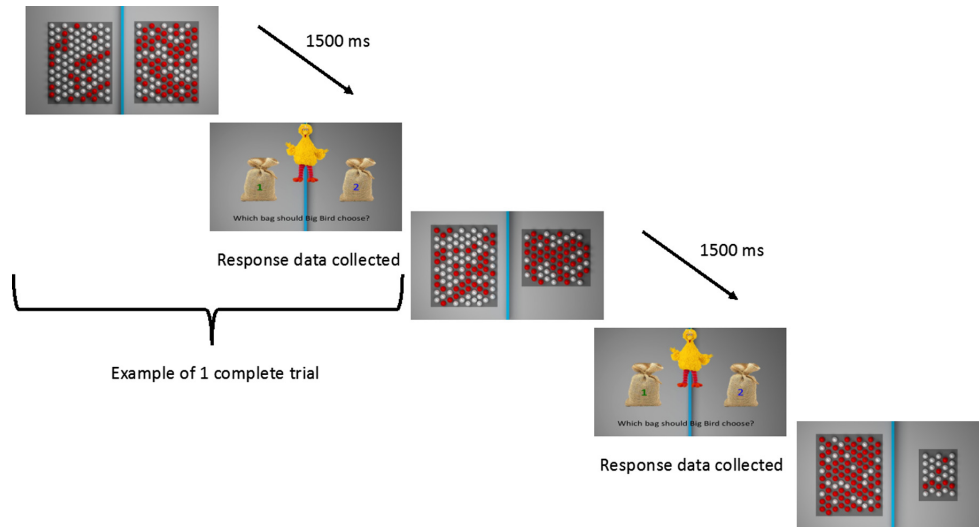 1500 ms
1
2
Which bag should Big Bird choose?
Response data collected
1500 ms
Example of 1 complete trial
1
2
Which bag should Big Bird choose?
Response data collected